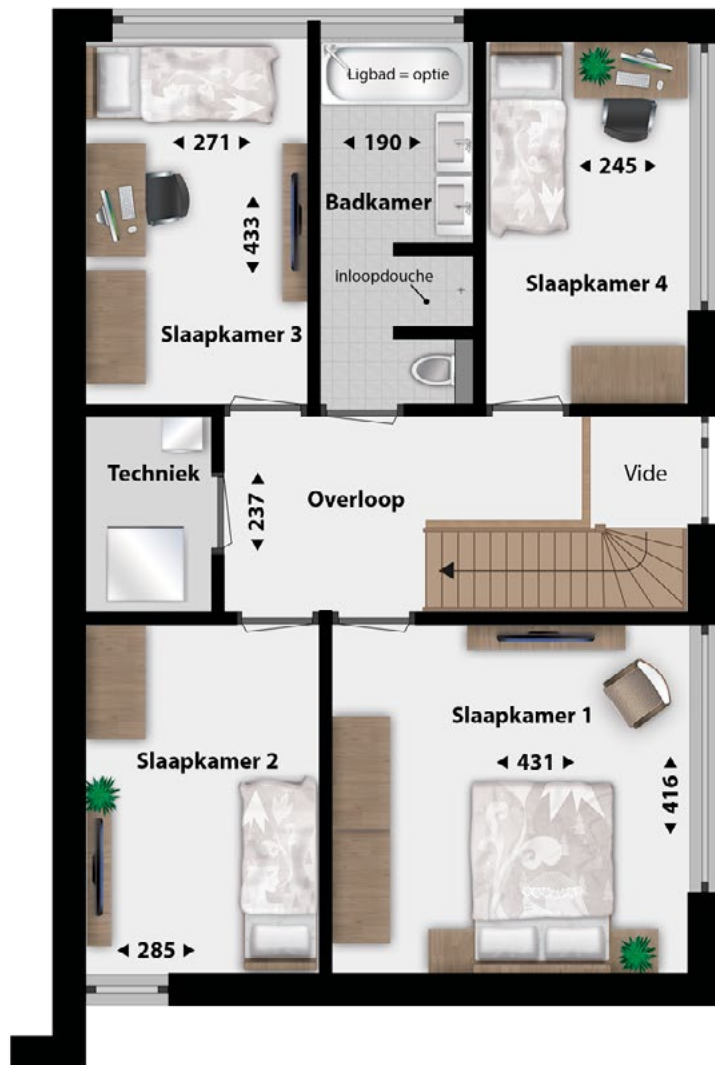 Ligbad = optie
271
190
245
Badkamer
433
inloopdouche
Slaapkamer 4
Slaapkamer 3
Techniek
Vide
237
Overloop
Slaapkamer 1
Slaapkamer 2
431
416
285